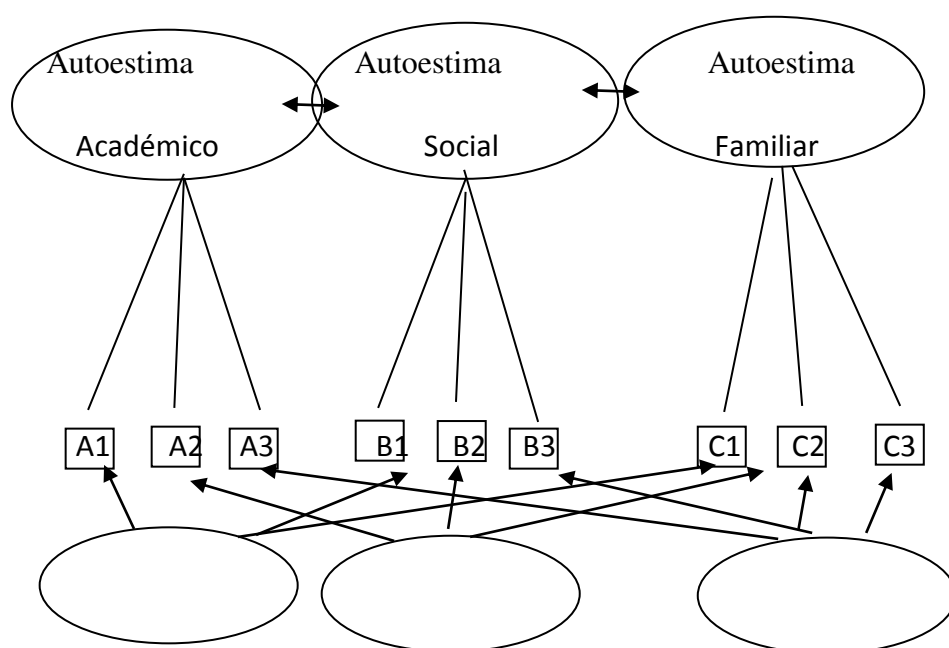 Autoestima Autoestima Autoestima
Académico Social Familiar
A1 A2 A3 B1 B2 B3 C1 C2 C3